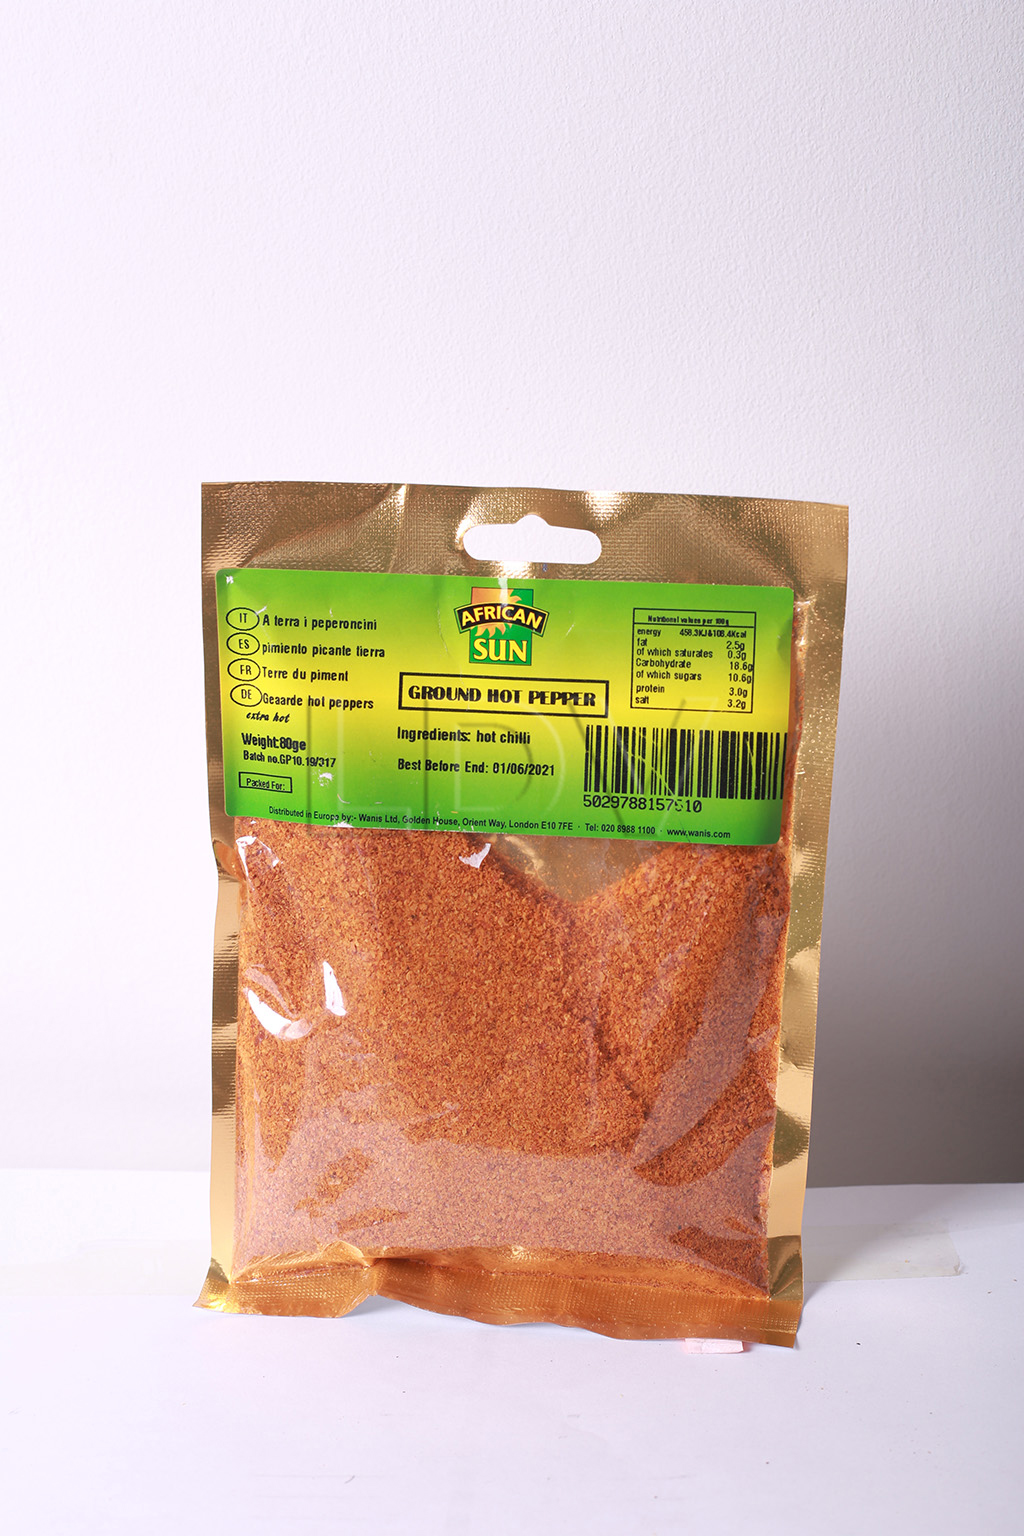 IT A terra i peperoncini
ES pimiento picante tierra
FR Terre du piment
DE Geaarde hot peppers
extra hot
Weight:80ge
Batch no.GP10.19/317
Packed For:
AFRICAN
SUN
GROUND HOT PEPPER
Ingredients: hot chilli
Best Before End: 01/06/2021
Nutritional values per 100g
energy 458.3KJ&108.4Kcal
fat 2.5g
of which saturates 0.3g
Carbohydrate 18.6g
of which sugars 10.6g
protein 3.0g
salt 3.2g
5029788157510
Distributed in Europe by:- Wanis Ltd, Golden House, Orient Way, London E10 7FE · Tel: 020 8988 1100 · www.wanis.com